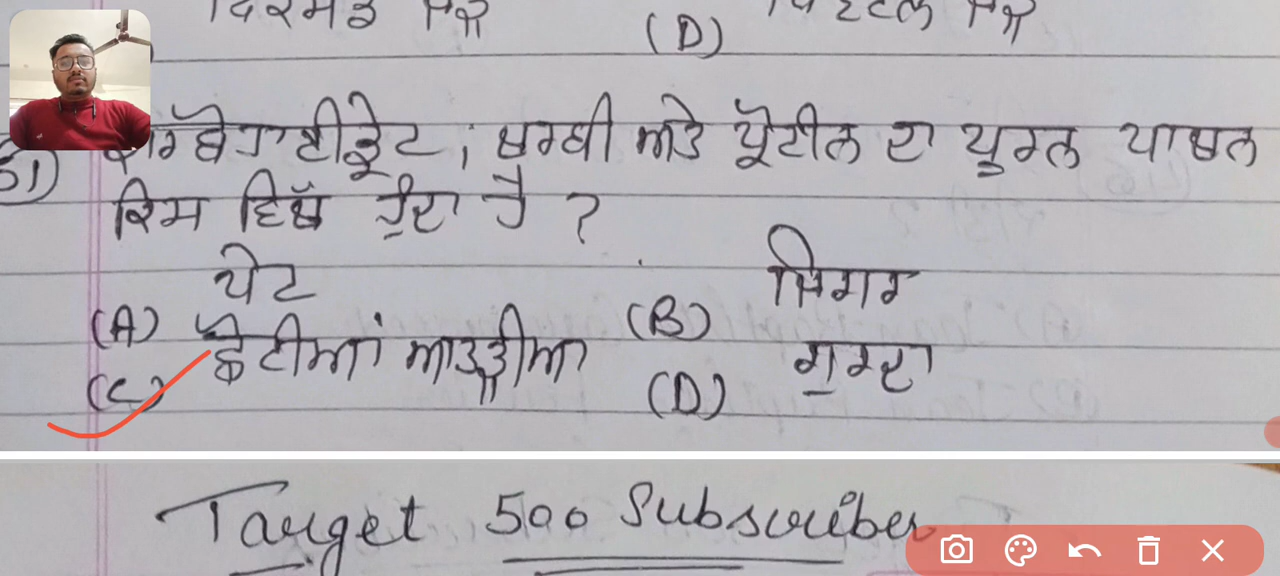 (D)
51) ਕਾਰਬੋਹਾਈਡ੍ਰੇਟ, ਚਰਬੀ ਅਤੇ ਪ੍ਰੋਟੀਨ ਦਾ ਪੂਰਨ ਪਾਚਨ
ਕਿਸ ਵਿੱਚ ਹੁੰਦਾ ਹੈ ?
(A) ਪੇਟ (B) ਜਿਗਰ
(C) ਛੋਟੀਆਂ ਆਂਤੜੀਆ (D) ਗੁਰਦਾ
Target 500 Subscriber